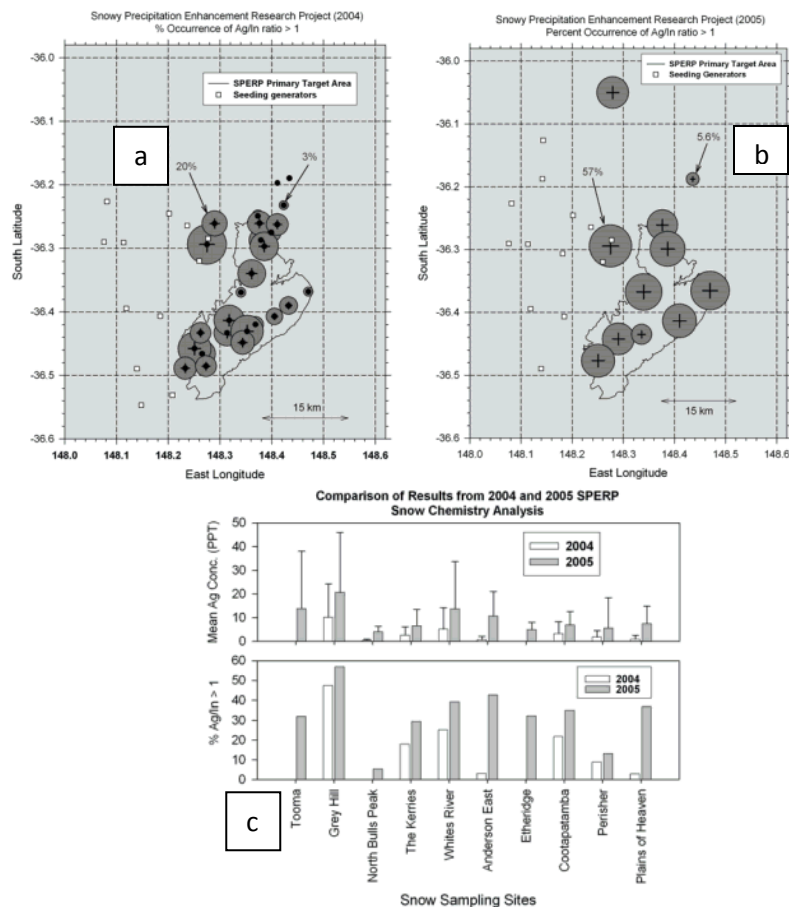 Snowy Precipitation Enhancement Research Project (2004)
% Occurrence of Ag/In ratio > 1
SPERP Primary Target Area
Seeding generators
a
20%
3%
-36.0
-36.1
-36.2
-36.3
-36.4
-36.5
-36.6
South Latitude
15 km
148.0 148.1 148.2 148.3 148.4 148.5 148.6
East Longitude
Snowy Precipitation Enhancement Research Project (2005)
Percent Occurrence of Ag/In ratio > 1
SPERP Primary Target Area
Seeding generators
b
5.6%
57%
-36.0
-36.1
-36.2
-36.3
-36.4
-36.5
-36.6
South Latitude
15 km
148.0 148.1 148.2 148.3 148.4 148.5 148.6
East Longitude
Comparison of Results from 2004 and 2005 SPERP
Snow Chemistry Analysis
Mean Ag Conc. (PPT)
50
40
30
20
10
0
2004
2005
% Ag/In > 1
60
50
40
30
20
10
0
2004
2005
c
Tooma
Grey Hill
North Bulls Peak
The Kerries
Whites River
Anderson East
Etheridge
Cootapatamba
Perisher
Plains of Heaven
Snow Sampling Sites